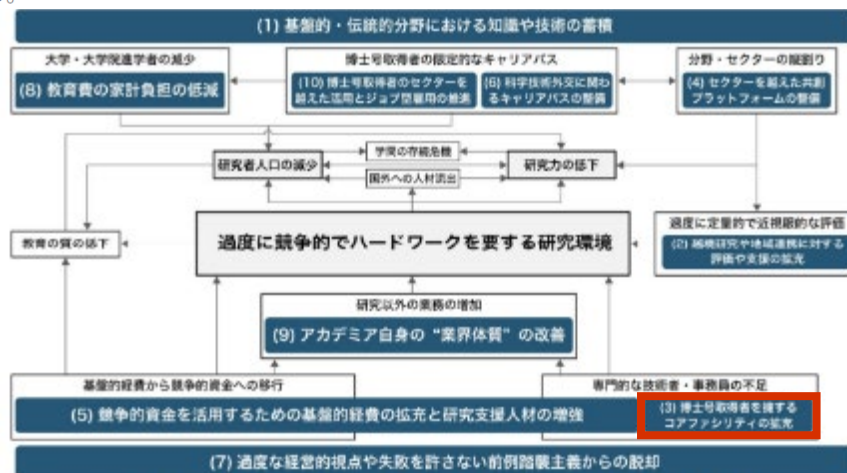 (1) 基盤的・伝統的分野における知識や技術の蓄積
大学・大学院進学者の減少
(8) 教育費の家計負担の低減
博士号取得者の限定的なキャリアパス
(10) 博士号取得者のセクターを
越えた活用とジョブ型雇用の推進
(6) 科学技術外交に関わ
るキャリアパスの整備
分野・セクターの縦割り
(4) セクターを越えた共創
プラットフォームの整備
研究者人口の減少
学問の存続危機
国外への人材流出
研究力の低下
教育の質の低下
過度に競争的でハードワークを要する研究環境
過度に定量的で近視眼的な評価
(2) 越境研究や地域連携に対する
評価や支援の拡充
研究以外の業務の増加
(9) アカデミア自身の“業界体質”の改善
基盤的経費から競争的資金への移行
専門的な技術者・事務員の不足
(5) 競争的資金を活用するための基盤的経費の拡充と研究支援人材の増強
(3) 博士号取得者を擁する
コアファシリティの拡充
(7) 過度な経営的視点や失敗を許さない前例踏襲主義からの脱却